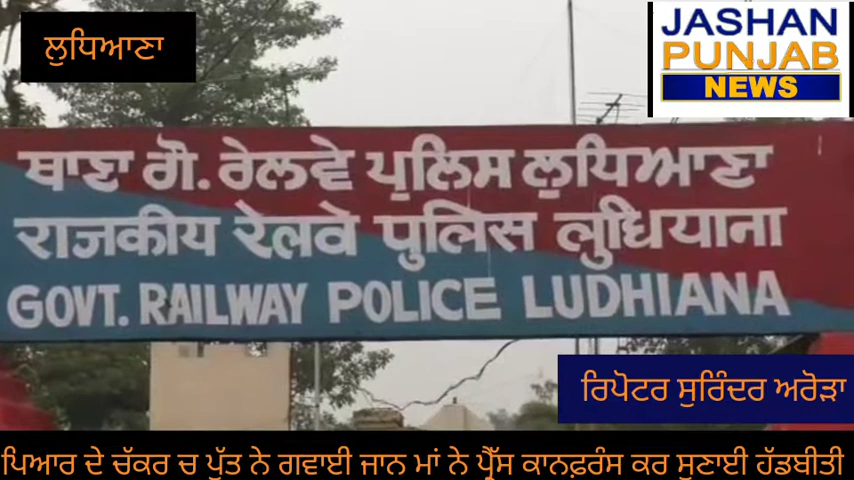 ਲੁਧਿਆਣਾ
JASHAN
PUNJAB
NEWS
ਥਾਣਾ ਗੌ. ਰੇਲਵੇ ਪੁਲਿਸ ਲੁਧਿਆਣਾ
राजकीय रेलवे पुलिस लुधियाना
GOVT. RAILWAY POLICE LUDHIANA
ਰਿਪੋਟਰ ਸੁਰਿੰਦਰ ਅਰੋੜਾ
ਪਿਆਰ ਦੇ ਚੱਕਰ ਚ ਪੁੱਤ ਨੇ ਗਵਾਈ ਜਾਨ ਮਾਂ ਨੇ ਪ੍ਰੈੱਸ ਕਾਨਫ਼ਰੰਸ ਕਰ ਸੁਣਾਈ ਹੱਡਬੀਤੀ